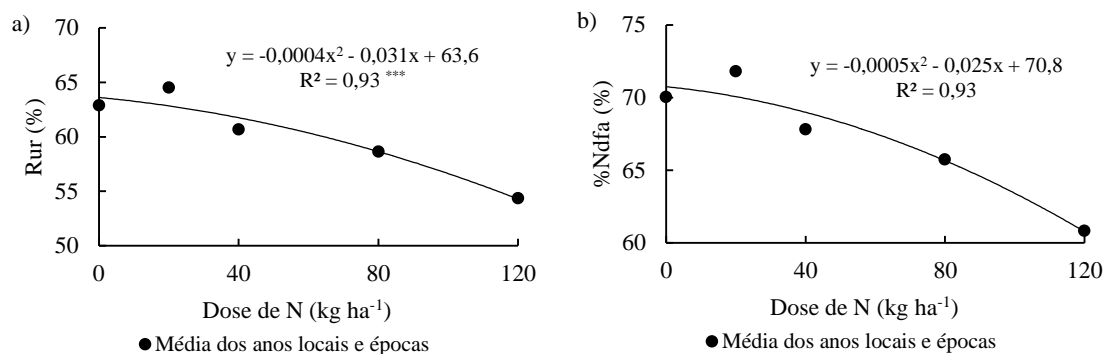 a)
70
65
60
55
50
Rur (%)
y = -0,0004x² - 0,031x + 63,6
R² = 0,93 ***
0 40 80 120
Dose de N (kg ha⁻¹)
● Média dos anos locais e épocas
b)
75
70
65
60
%Ndfa (%)
y = -0,0005x² - 0,025x + 70,8
R² = 0,93
0 40 80 120
Dose de N (kg ha⁻¹)
● Média dos anos locais e épocas